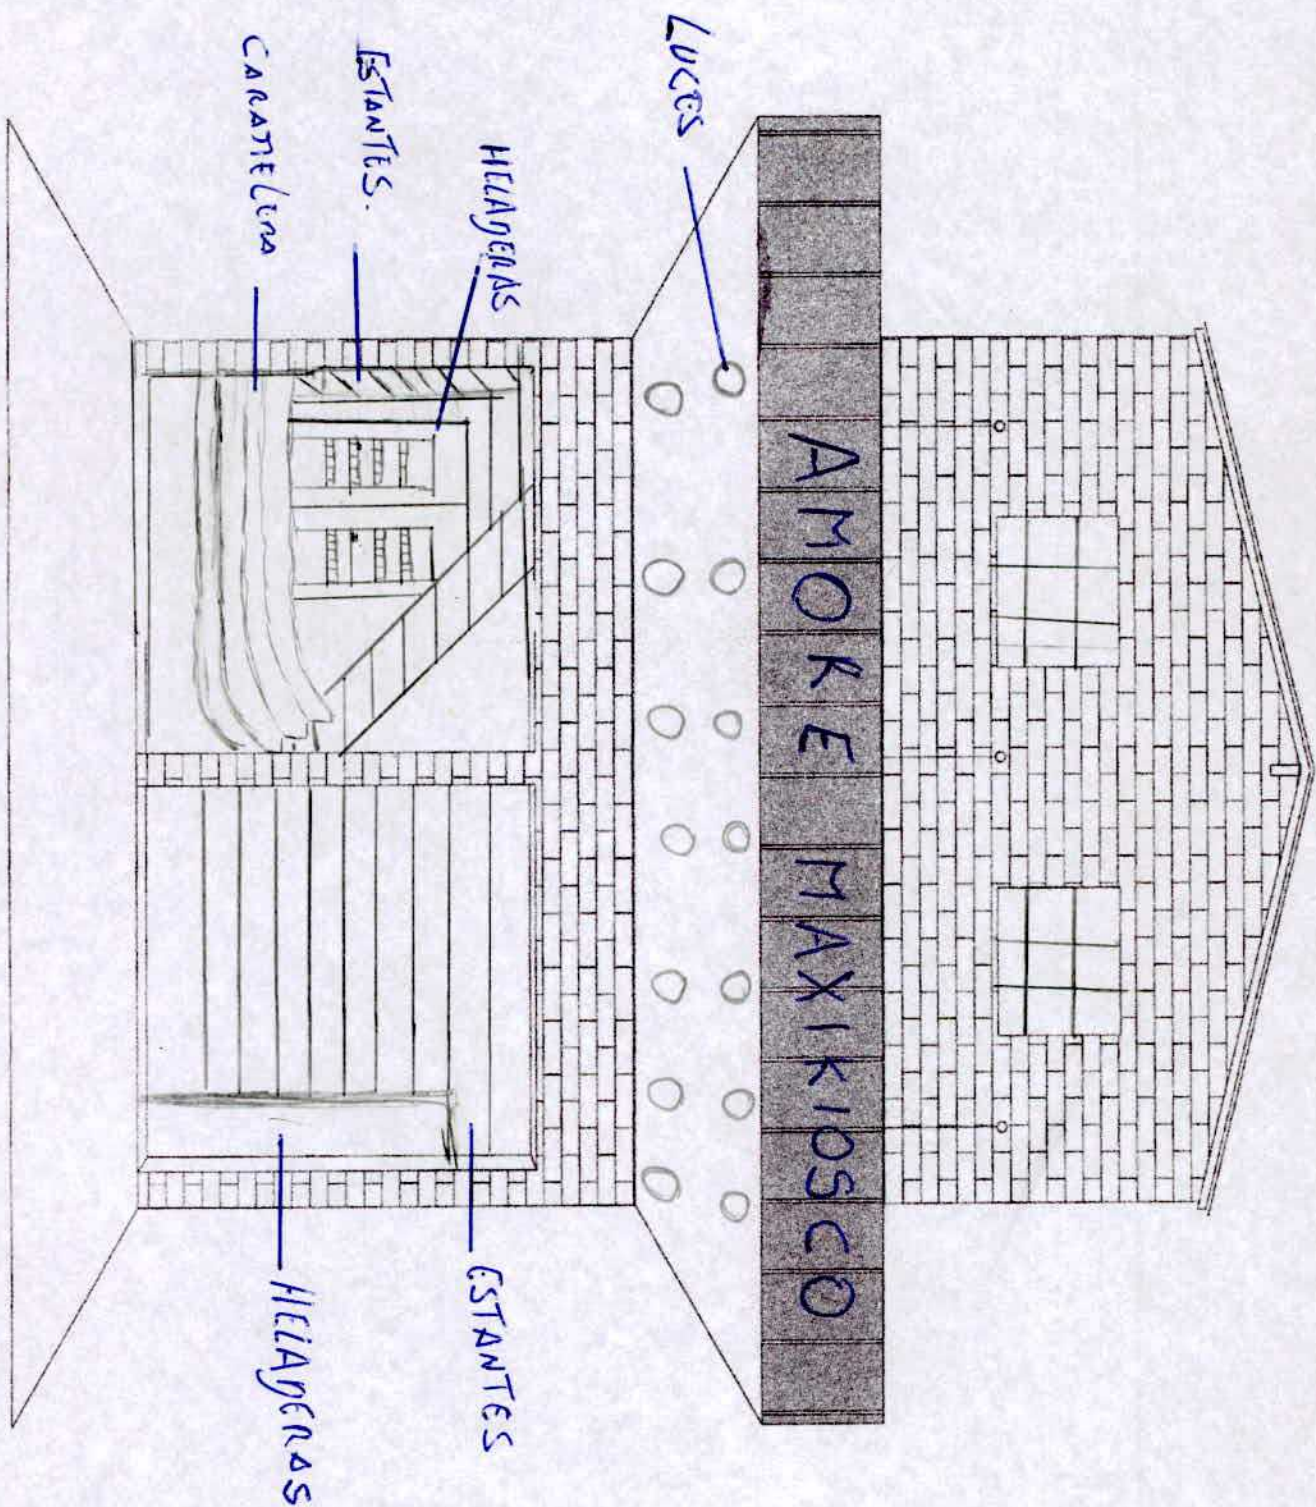 AMORE MAXIKIOSCO
LUCES
HELADERAS
ESTANTES.
CARAMELERA
ESTANTES
HELADERAS